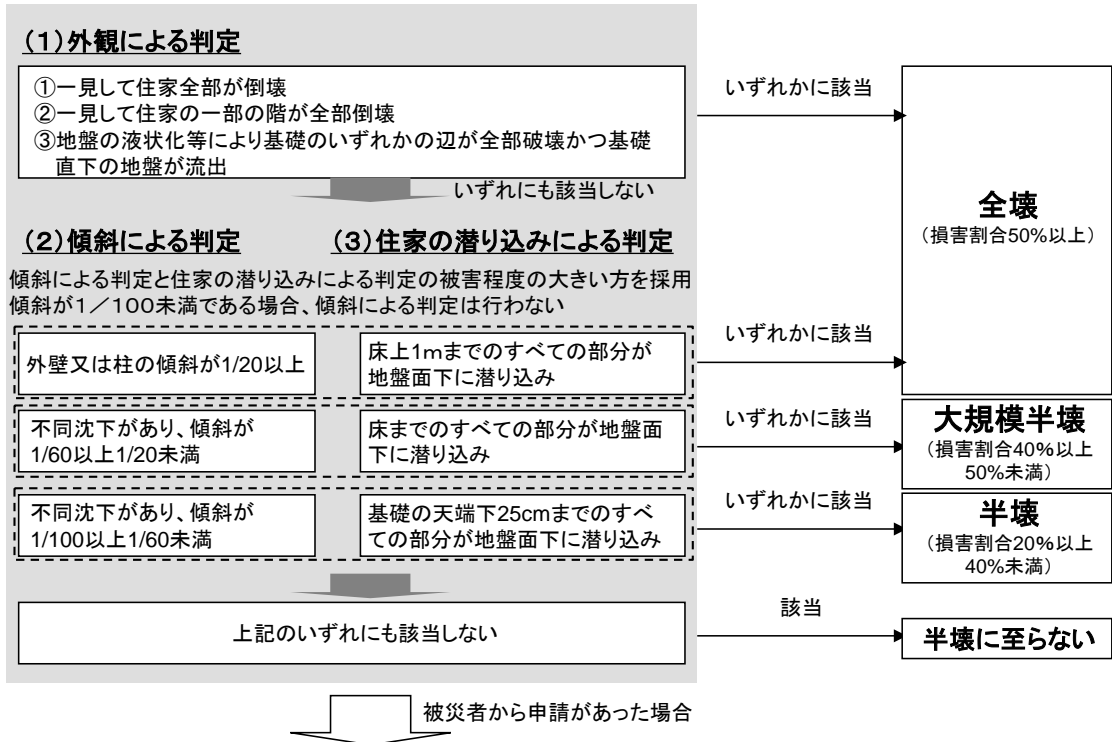 (1)外観による判定
①一見して住家全部が倒壊
②一見して住家の一部の階が全部倒壊
③地盤の液状化等により基礎のいずれかの辺が全部破壊かつ基礎
直下の地盤が流出
いずれかに該当
いずれにも該当しない
全壊
(損害割合50%以上)
(2)傾斜による判定
(3)住家の潜り込みによる判定
傾斜による判定と住家の潜り込みによる判定の被害程度の大きい方を採用
傾斜が1/100未満である場合、傾斜による判定は行わない
外壁又は柱の傾斜が1/20以上
床上1mまでのすべての部分が
地盤面下に潜り込み
いずれかに該当
不同沈下があり、傾斜が
1/60以上1/20未満
床までのすべての部分が地盤面
下に潜り込み
いずれかに該当
大規模半壊
(損害割合40%以上
50%未満)
不同沈下があり、傾斜が
1/100以上1/60未満
基礎の天端下25cmまでのすべ
ての部分が地盤面下に潜り込み
いずれかに該当
半壊
(損害割合20%以上
40%未満)
上記のいずれにも該当しない
該当
半壊に至らない
被災者から申請があった場合